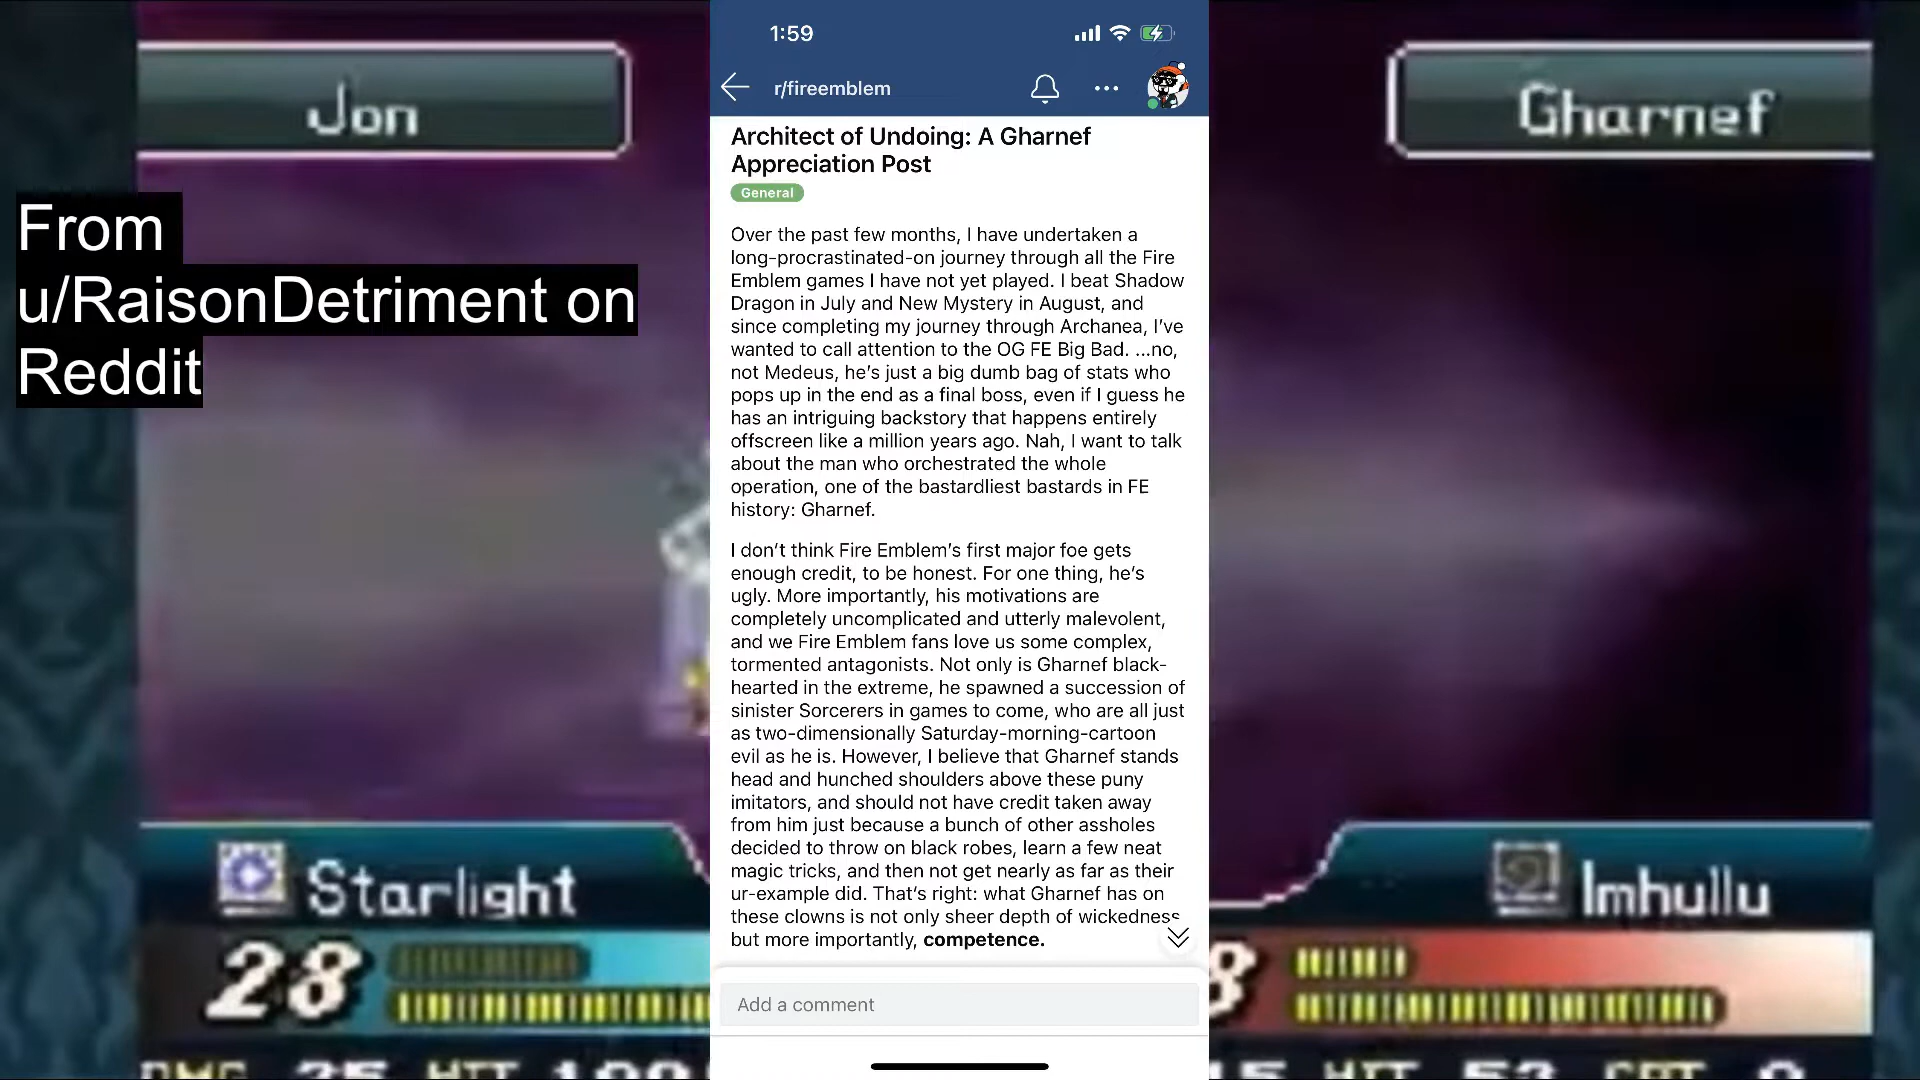 Jon
Gharnef
From
u/RaisonDetriment on
Reddit
1:59
r/fireemblem
Architect of Undoing: A Gharnef
Appreciation Post
General
Over the past few months, I have undertaken a
long-procrastinated-on journey through all the Fire
Emblem games I have not yet played. I beat Shadow
Dragon in July and New Mystery in August, and
since completing my journey through Archanea, I've
wanted to call attention to the OG FE Big Bad. ...no,
not Medeus, he's just a big dumb bag of stats who
pops up in the end as a final boss, even if I guess he
has an intriguing backstory that happens entirely
offscreen like a million years ago. Nah, I want to talk
about the man who orchestrated the whole
operation, one of the bastardliest bastards in FE
history: Gharnef.
I don't think Fire Emblem's first major foe gets
enough credit, to be honest. For one thing, he's
ugly. More importantly, his motivations are
completely uncomplicated and utterly malevolent,
and we Fire Emblem fans love us some complex,
tormented antagonists. Not only is Gharnef black-
hearted in the extreme, he spawned a succession of
sinister Sorcerers in games to come, who are all just
as two-dimensionally Saturday-morning-cartoon
evil as he is. However, I believe that Gharnef stands
head and hunched shoulders above these puny
imitators, and should not have credit taken away
from him just because a bunch of other assholes
decided to throw on black robes, learn a few neat
magic tricks, and then not get nearly as far as their
ur-example did. That's right: what Gharnef has on
these clowns is not only sheer depth of wickedness
but more importantly, competence.
Add a comment
Starlight
28
Imhullu
8
DMG 25 HIT 100
HIT 53 CRT 0